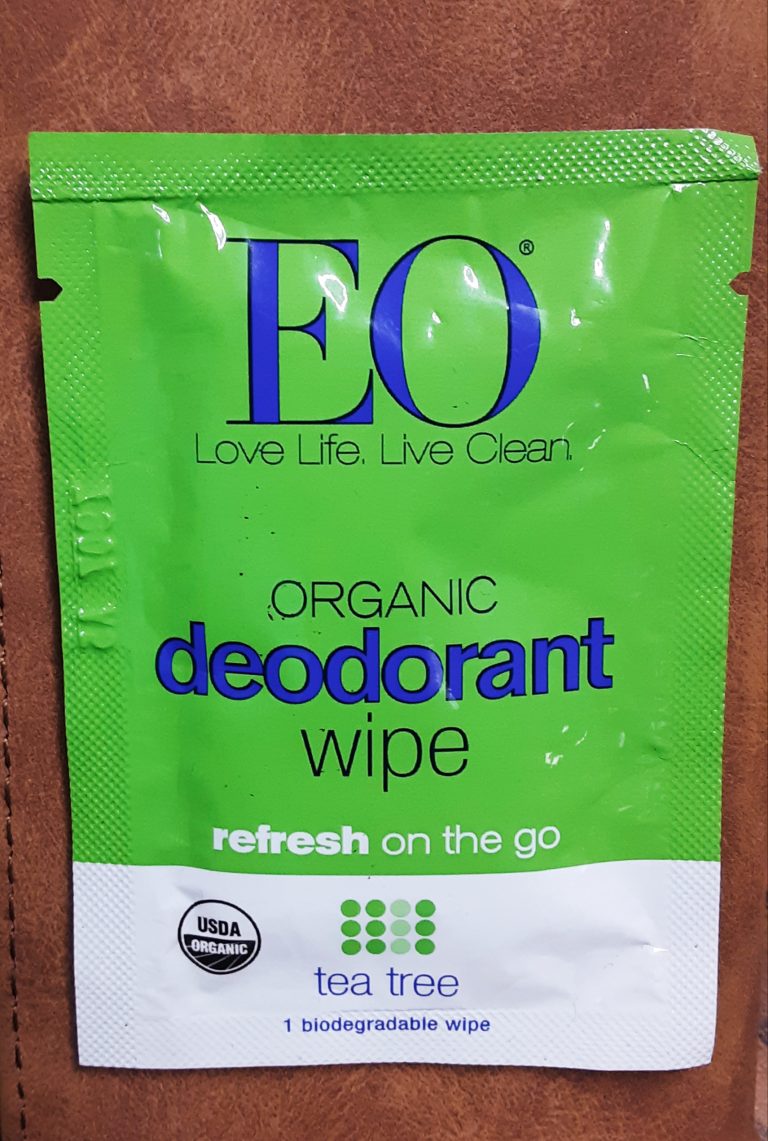 EO®
Love Life. Live Clean.
ORGANIC
deodorant
wipe
refresh on the go
USDA
ORGANIC
tea tree
1 biodegradable wipe